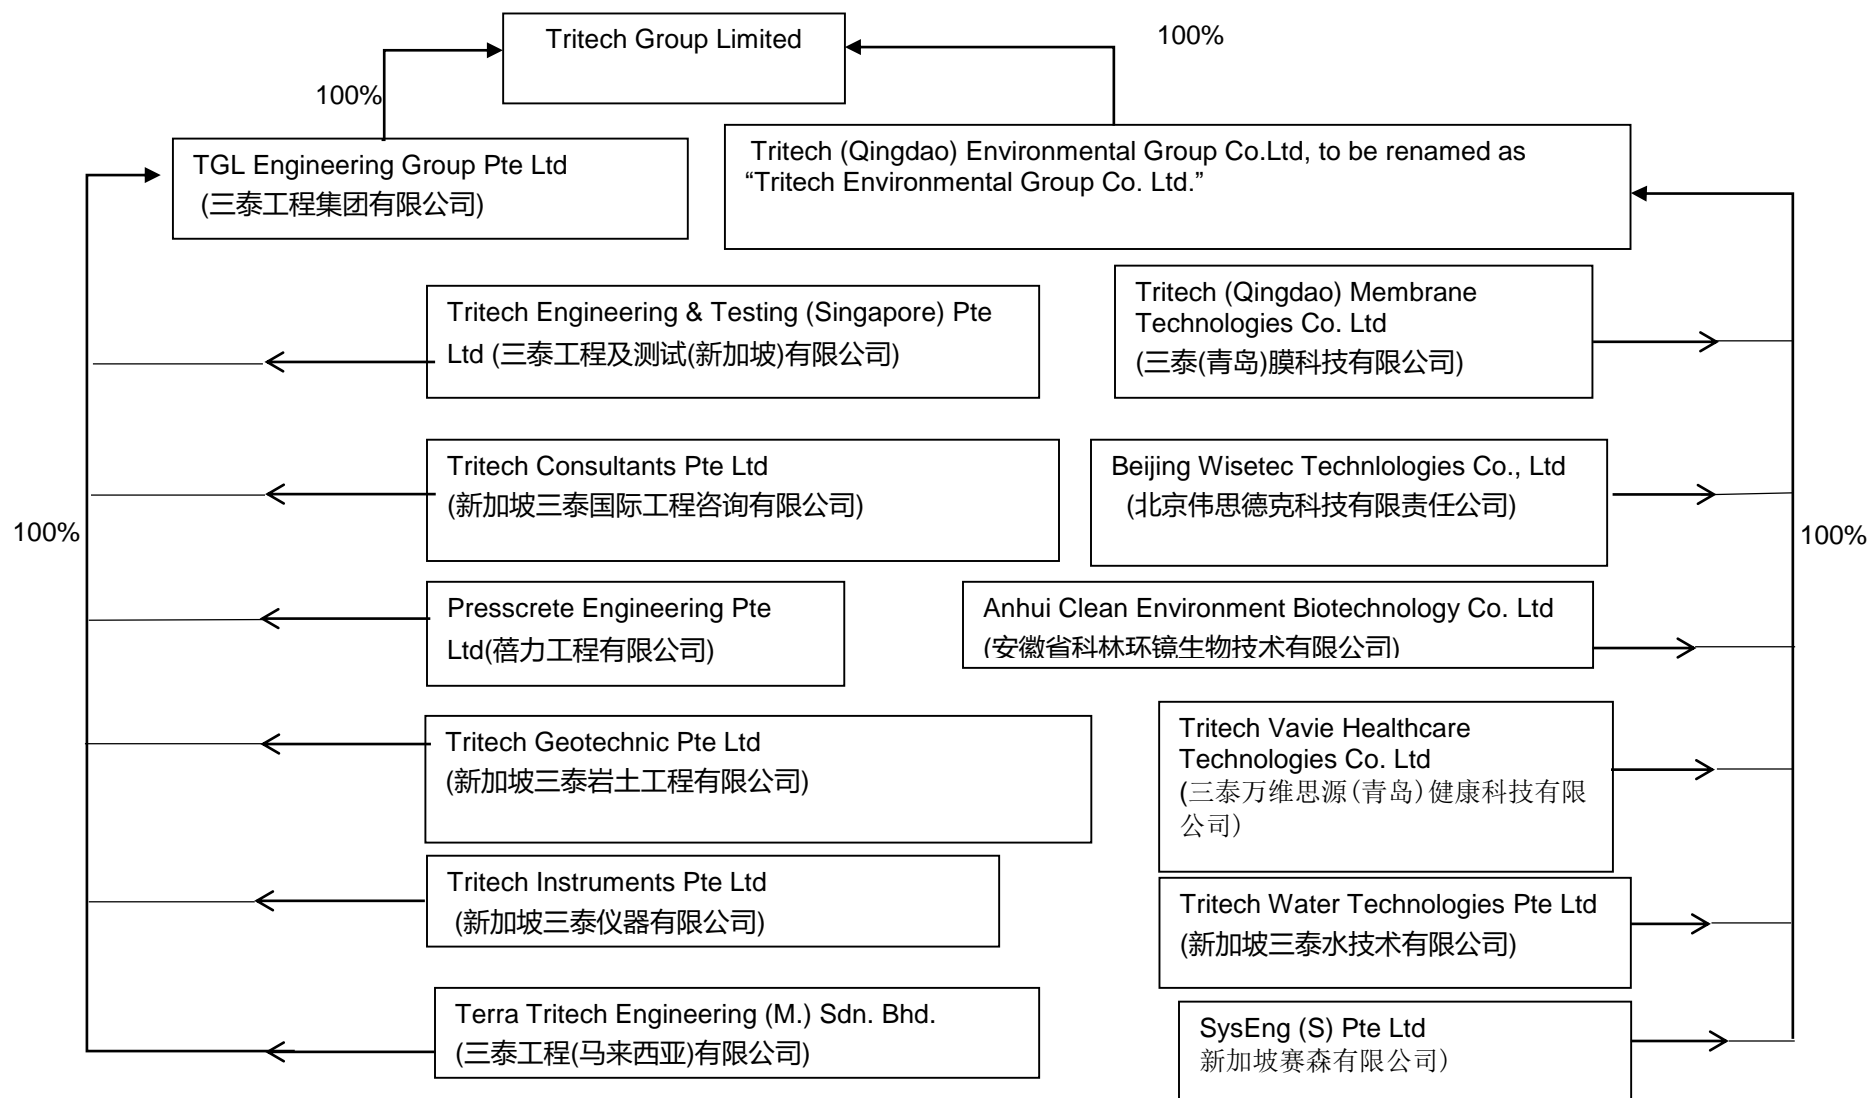 Tritech Group Limited
100%
100%
TGL Engineering Group Pte Ltd
(三泰工程集团有限公司)
Tritech (Qingdao) Environmental Group Co.Ltd, to be renamed as
“Tritech Environmental Group Co. Ltd.”
Tritech Engineering & Testing (Singapore) Pte
Ltd (三泰工程及测试(新加坡)有限公司)
Tritech (Qingdao) Membrane
Technologies Co. Ltd
(三泰(青岛)膜科技有限公司)
Tritech Consultants Pte Ltd
(新加坡三泰国际工程咨询有限公司)
Beijing Wisetec Technlologies Co., Ltd
(北京伟思德克科技有限责任公司)
100%
100%
Presscrete Engineering Pte
Ltd(蓓力工程有限公司)
Anhui Clean Environment Biotechnology Co. Ltd
(安徽省科林环镜生物技术有限公司)
Tritech Geotechnic Pte Ltd
(新加坡三泰岩土工程有限公司)
Tritech Vavie Healthcare
Technologies Co. Ltd
(三泰万维思源(青岛)健康科技有限
公司)
Tritech Instruments Pte Ltd
(新加坡三泰仪器有限公司)
Tritech Water Technologies Pte Ltd
(新加坡三泰水技术有限公司)
Terra Tritech Engineering (M.) Sdn. Bhd.
(三泰工程(马来西亚)有限公司)
SysEng (S) Pte Ltd
新加坡赛森有限公司)